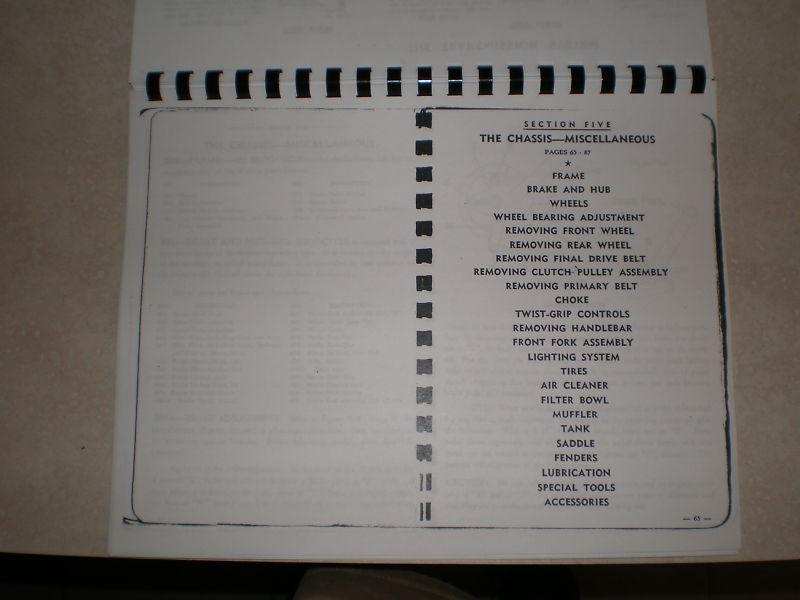 SECTION FIVE
THE CHASSIS—MISCELLANEOUS
PAGES 65 - 87
★
FRAME
BRAKE AND HUB
WHEELS
WHEEL BEARING ADJUSTMENT
REMOVING FRONT WHEEL
REMOVING REAR WHEEL
REMOVING FINAL DRIVE BELT
REMOVING CLUTCH-PULLEY ASSEMBLY
REMOVING PRIMARY BELT
CHOKE
TWIST-GRIP CONTROLS
REMOVING HANDLEBAR
FRONT FORK ASSEMBLY
LIGHTING SYSTEM
TIRES
AIR CLEANER
FILTER BOWL
MUFFLER
TANK
SADDLE
FENDERS
LUBRICATION
SPECIAL TOOLS
ACCESSORIES
— 65 —